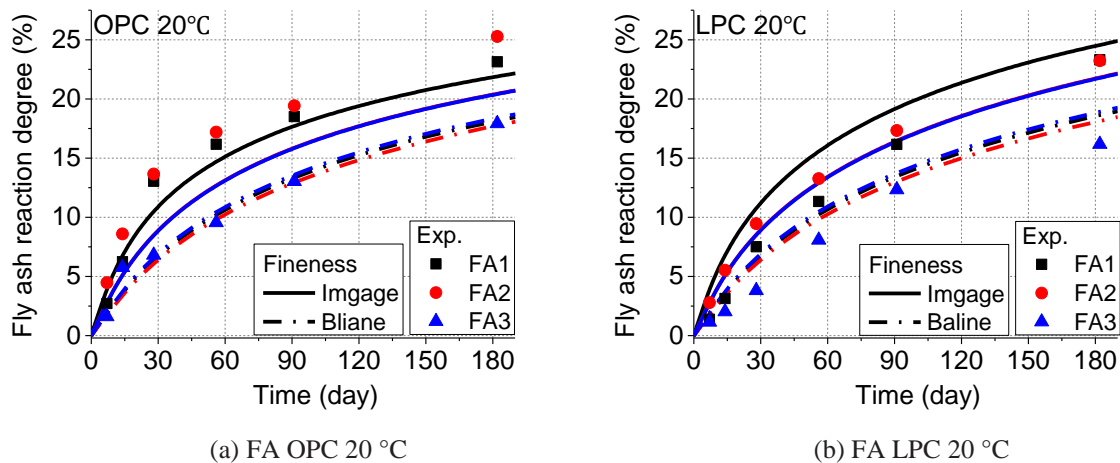 OPC 20℃
Fly ash reaction degree (%)
25
20
15
10
5
0
Fineness
Imgage
Bliane
Exp.
FA1
FA2
FA3
0 30 60 90 120 150 180
Time (day)
(a) FA OPC 20 °C
LPC 20℃
Fly ash reaction degree (%)
25
20
15
10
5
0
Fineness
Imgage
Baline
Exp.
FA1
FA2
FA3
0 30 60 90 120 150 180
Time (day)
(b) FA LPC 20 °C